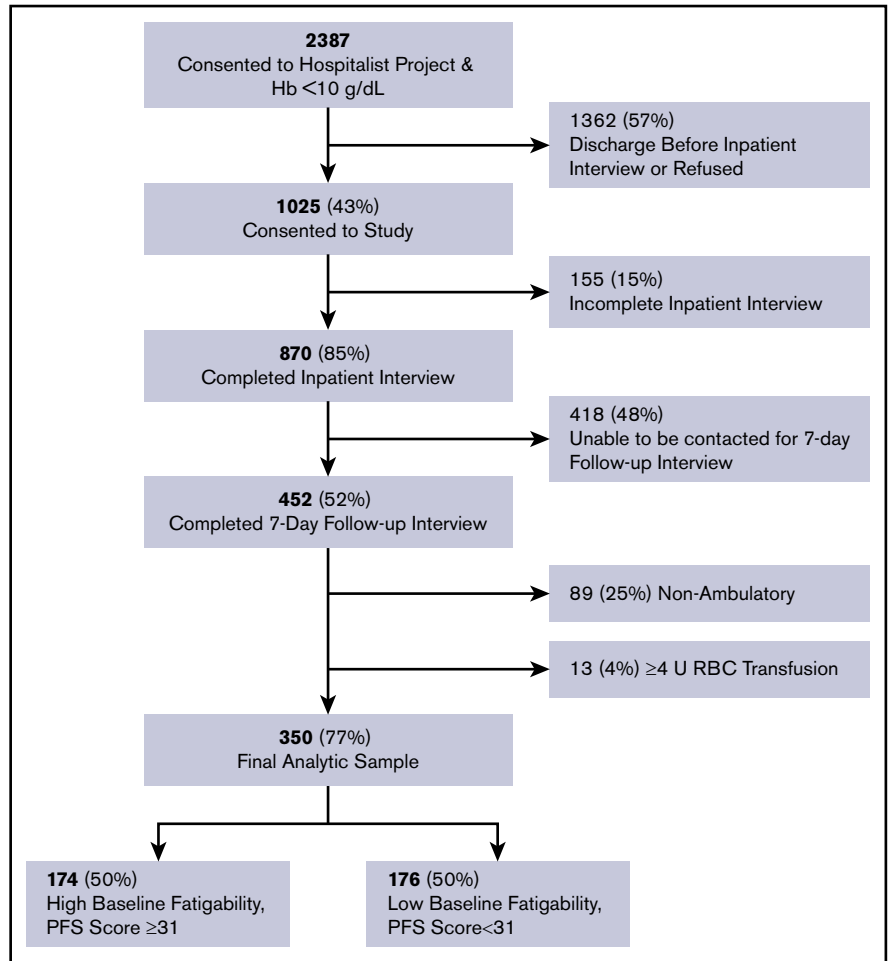 2387
Consented to Hospitalist Project &
Hb <10 g/dL
1362 (57%)
Discharge Before Inpatient
Interview or Refused
1025 (43%)
Consented to Study
155 (15%)
Incomplete Inpatient Interview
870 (85%)
Completed Inpatient Interview
418 (48%)
Unable to be contacted for 7-day
Follow-up Interview
452 (52%)
Completed 7-Day Follow-up Interview
89 (25%) Non-Ambulatory
13 (4%) ≥4 U RBC Transfusion
350 (77%)
Final Analytic Sample
174 (50%)
High Baseline Fatigability,
PFS Score ≥31
176 (50%)
Low Baseline Fatigability,
PFS Score<31